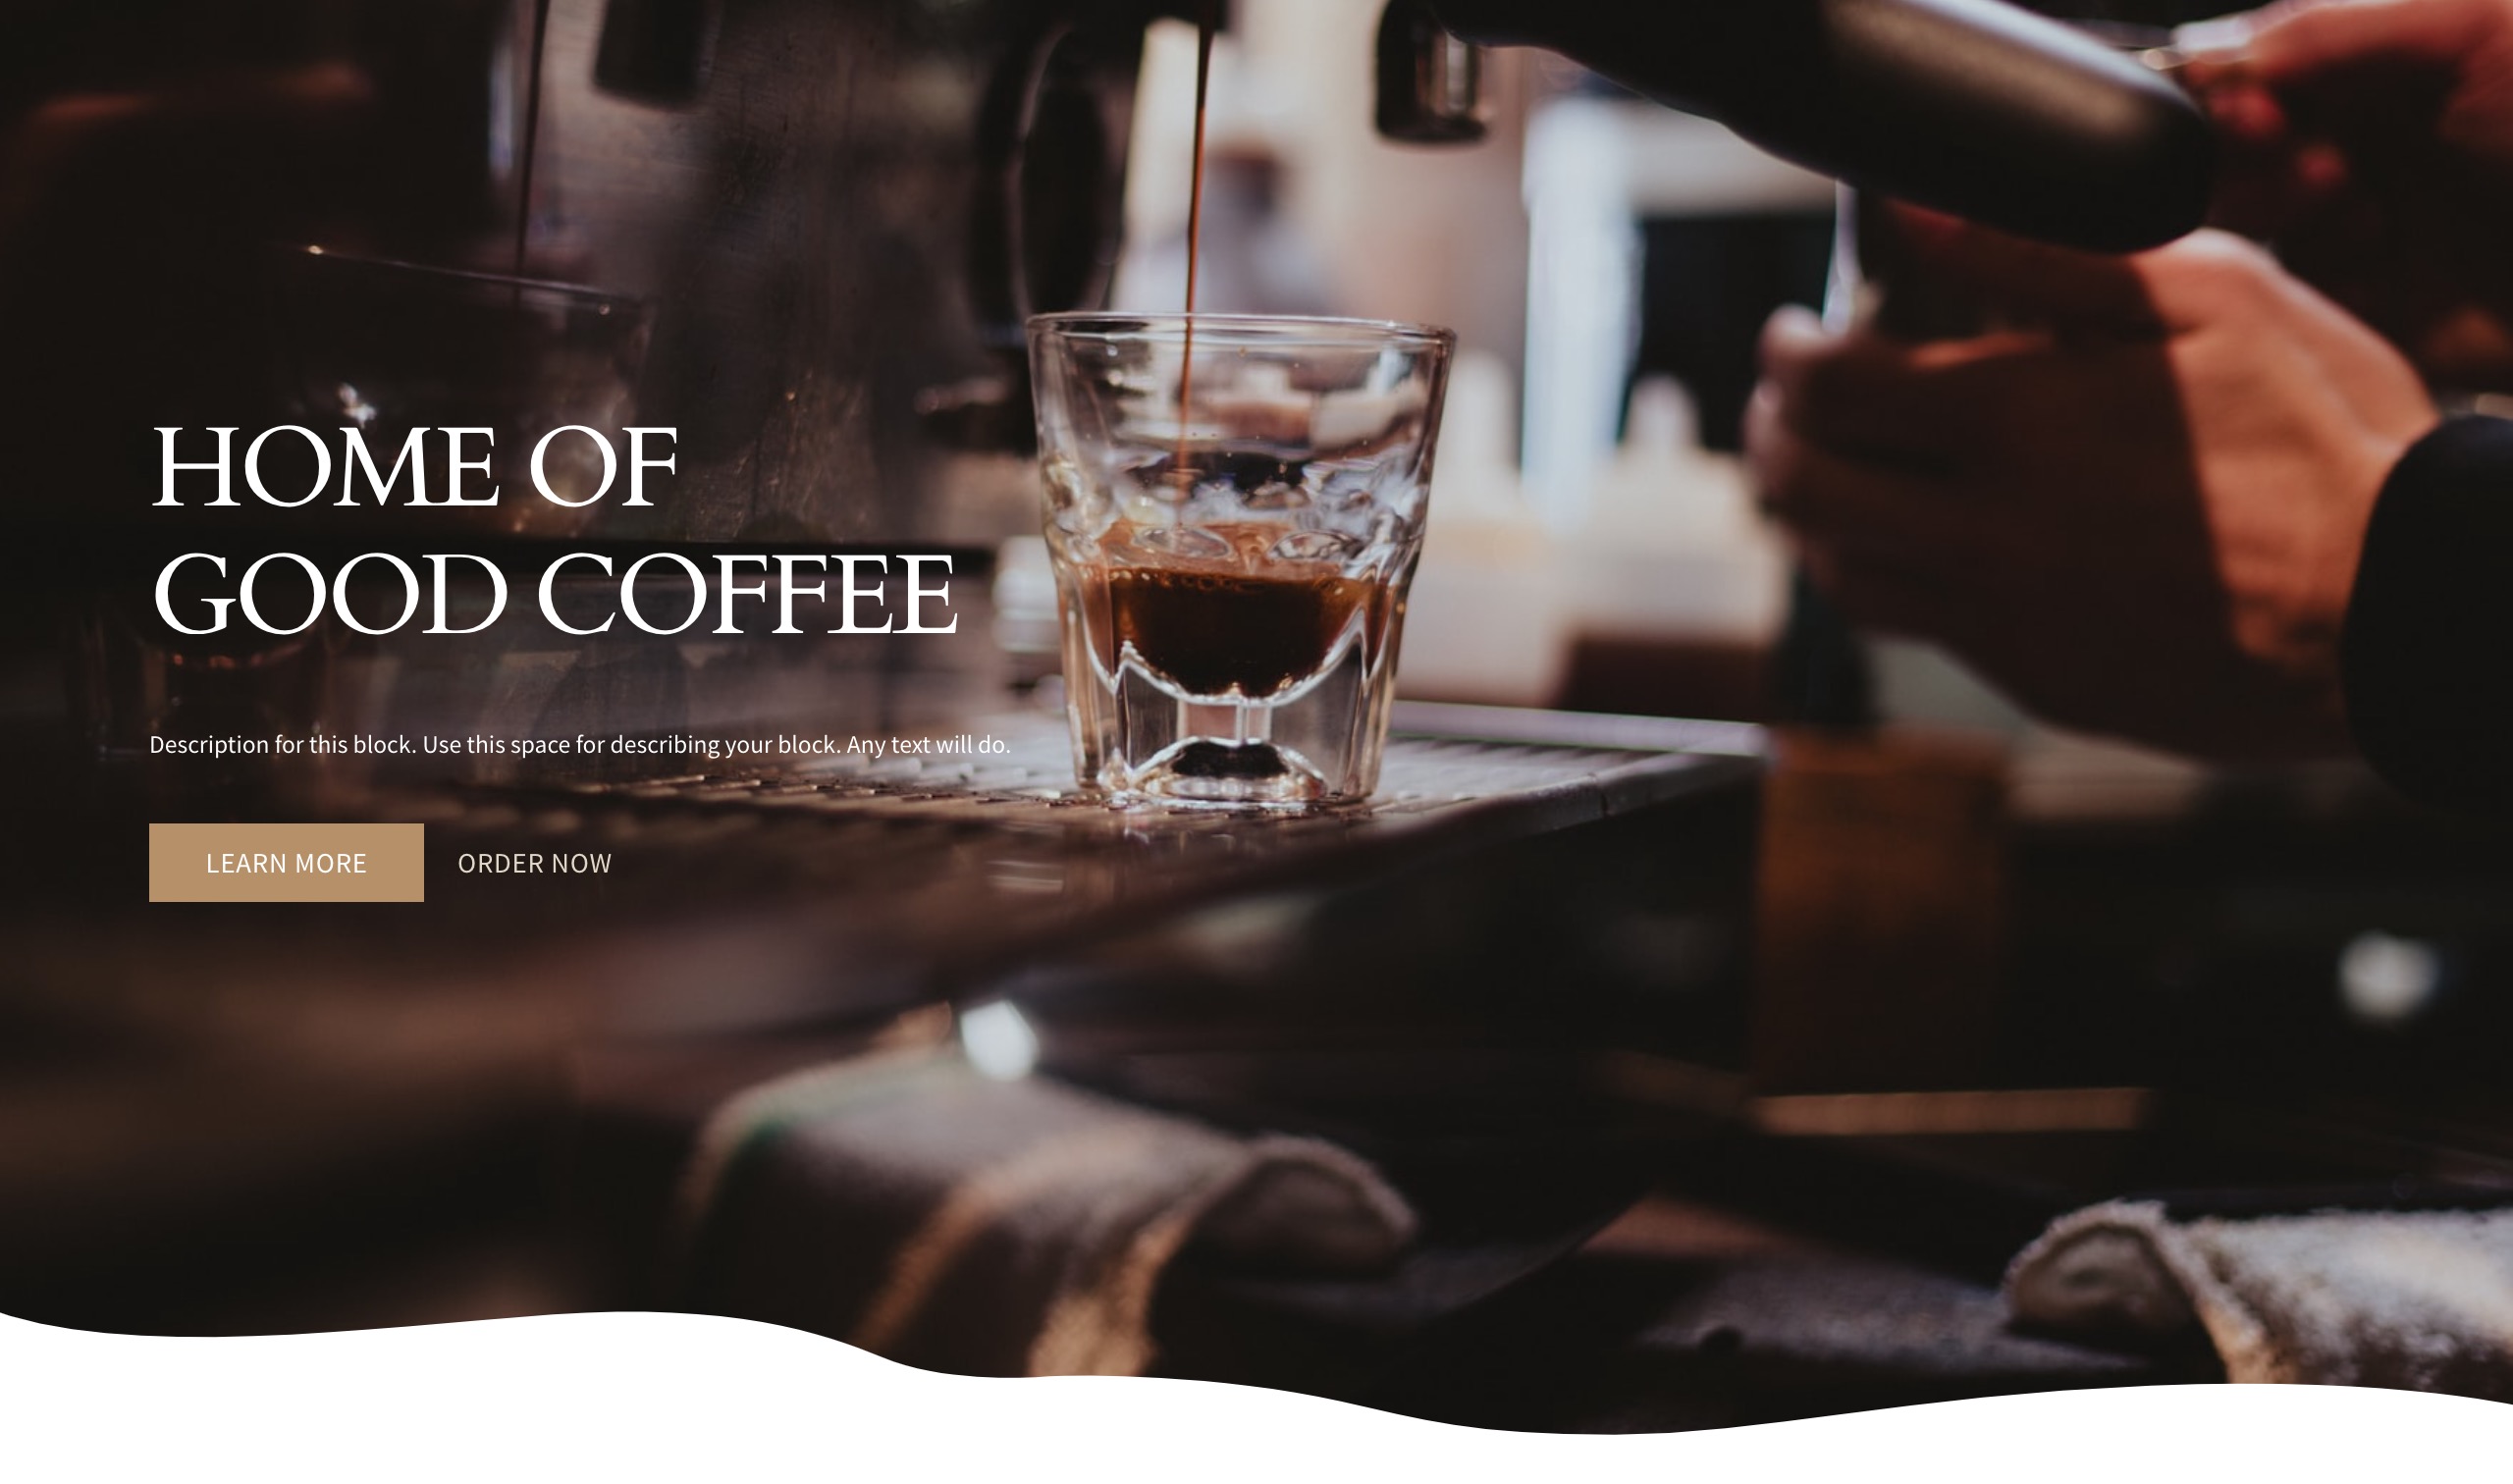 HOME OF
GOOD COFFEE
Description for this block. Use this space for describing your block. Any text will do.
LEARN MORE
ORDER NOW